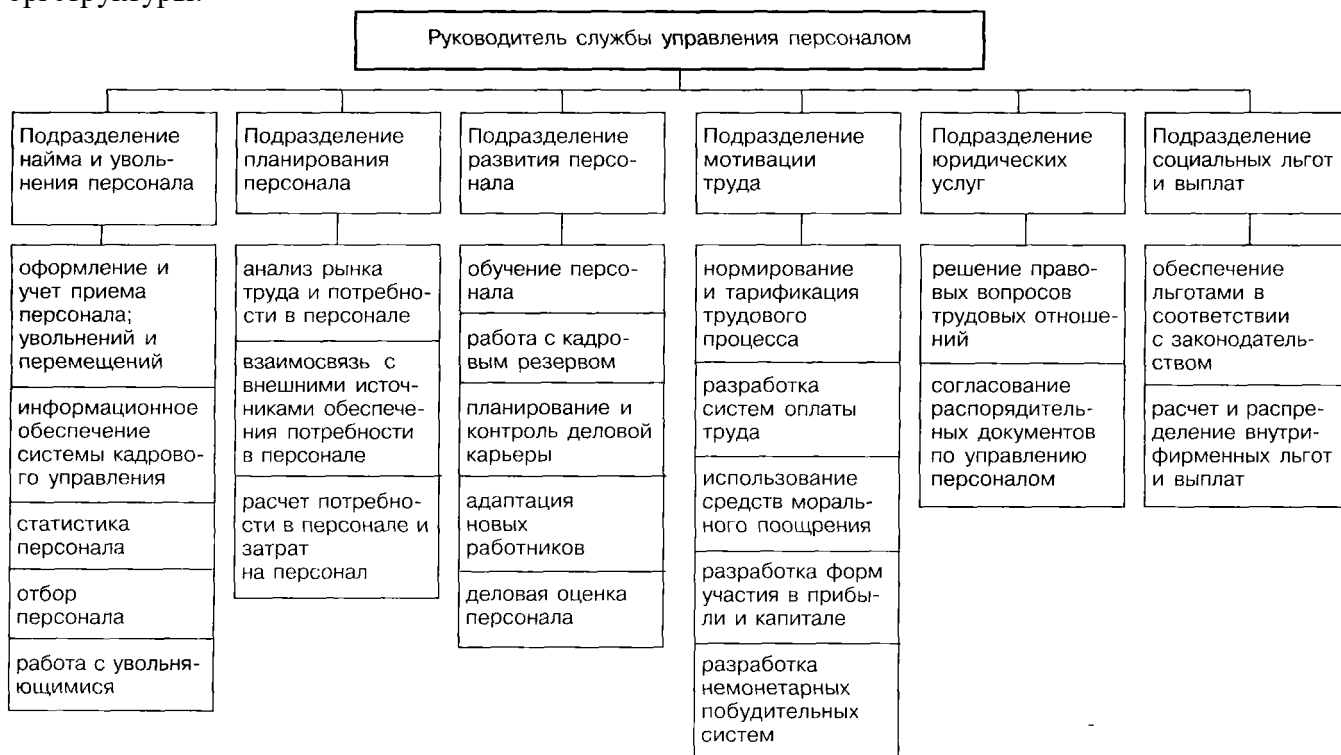 оргструктуры.
Руководитель службы управления персоналом
Подразделение
найма и уволь-
нения персонала
Подразделение
планирования
персонала
Подразделение
развития персо-
нала
Подразделение
мотивации
труда
Подразделение
юридических
услуг
Подразделение
социальных льгот
и выплат
оформление и
учет приема
персонала;
увольнений и
перемещений
информационное
обеспечение
системы кадрово-
го управления
статистика
персонала
отбор
персонала
работа с увольня-
ющимися
анализ рынка
труда и потребно-
сти в персонале
взаимосвязь с
внешними источ-
никами обеспече-
ния потребности
в персонале
расчет потребно-
сти в персонале и
затрат
на персонал
обучение персо-
нала
работа с кадро-
вым резервом
планирование и
контроль деловой
карьеры
адаптация
новых
работников
деловая оценка
персонала
нормирование
и тарификация
трудового
процесса
разработка
систем оплаты
труда
использование
средств мораль-
ного поощрения
разработка форм
участия в прибы-
ли и капитале
разработка
немонетарных
побудительных
систем
решение право-
вых вопросов
трудовых отноше-
ний
согласование
распорядитель-
ных документов
по управлению
персоналом
обеспечение
льготами в
соответствии
с законодатель-
ством
расчет и распре-
деление внутри-
фирменных льгот
и выплат